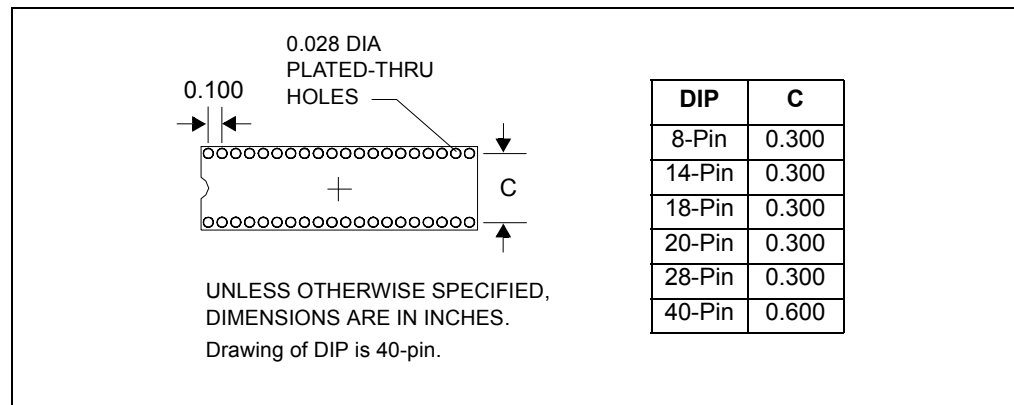 0.028 DIA
PLATED-THRU
HOLES
0.100
C
UNLESS OTHERWISE SPECIFIED,
DIMENSIONS ARE IN INCHES.
Drawing of DIP is 40-pin.
DIP C
8-Pin 0.300
14-Pin 0.300
18-Pin 0.300
20-Pin 0.300
28-Pin 0.300
40-Pin 0.600